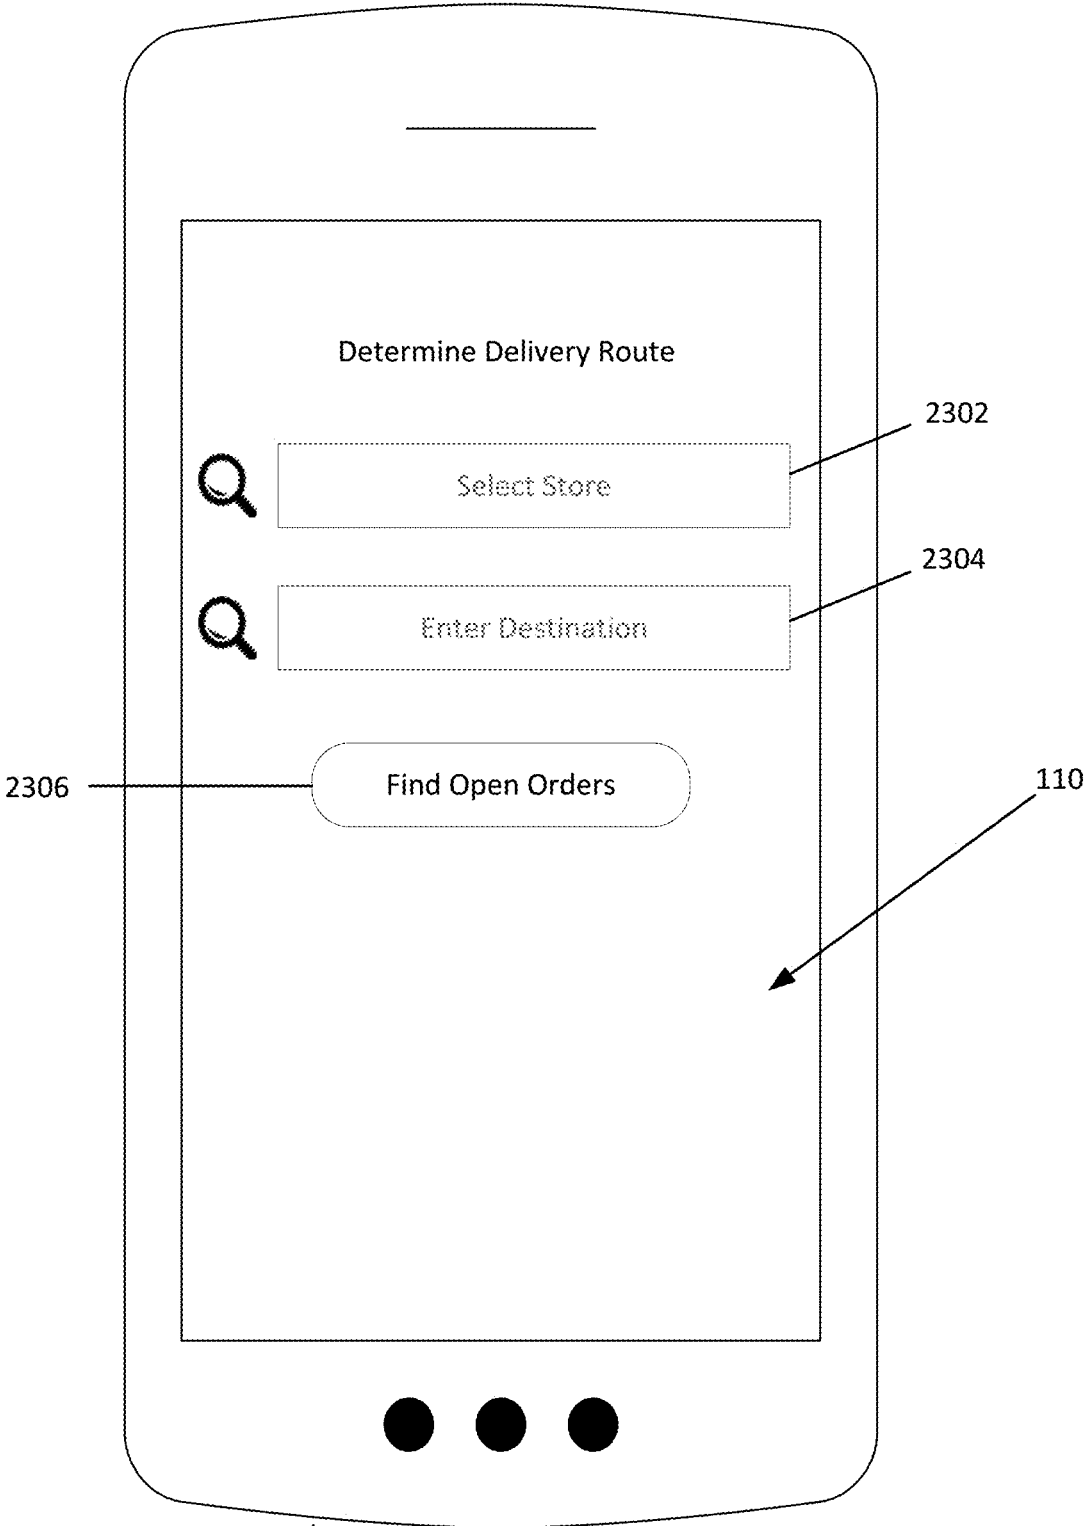 Determine Delivery Route
2302
Select Store
2304
Enter Destination
2306
Find Open Orders
110